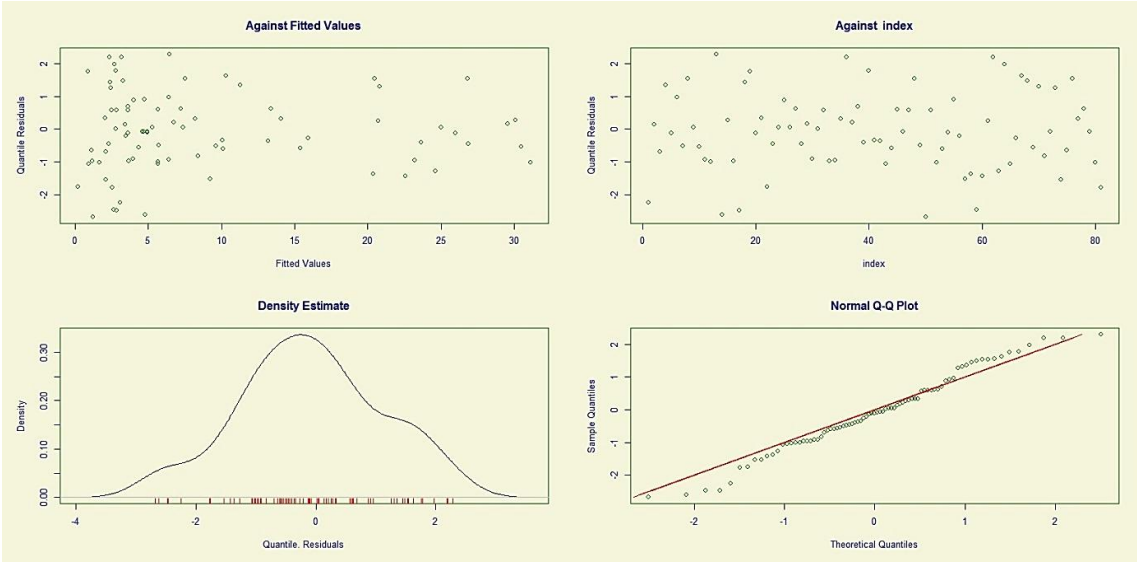 Against Fitted Values
Quantile Residuals
2
1
0
-1
-2
0 5 10 15 20 25 30
Fitted Values
Against index
Quantile Residuals
2
1
0
-1
-2
0 20 40 60 80
index
Density Estimate
Density
0.30
0.20
0.10
0.00
-4 -2 0 2
Quantile. Residuals
Normal Q-Q Plot
Sample Quantiles
2
1
0
-1
-2
-2 -1 0 1 2
Theoretical Quantiles